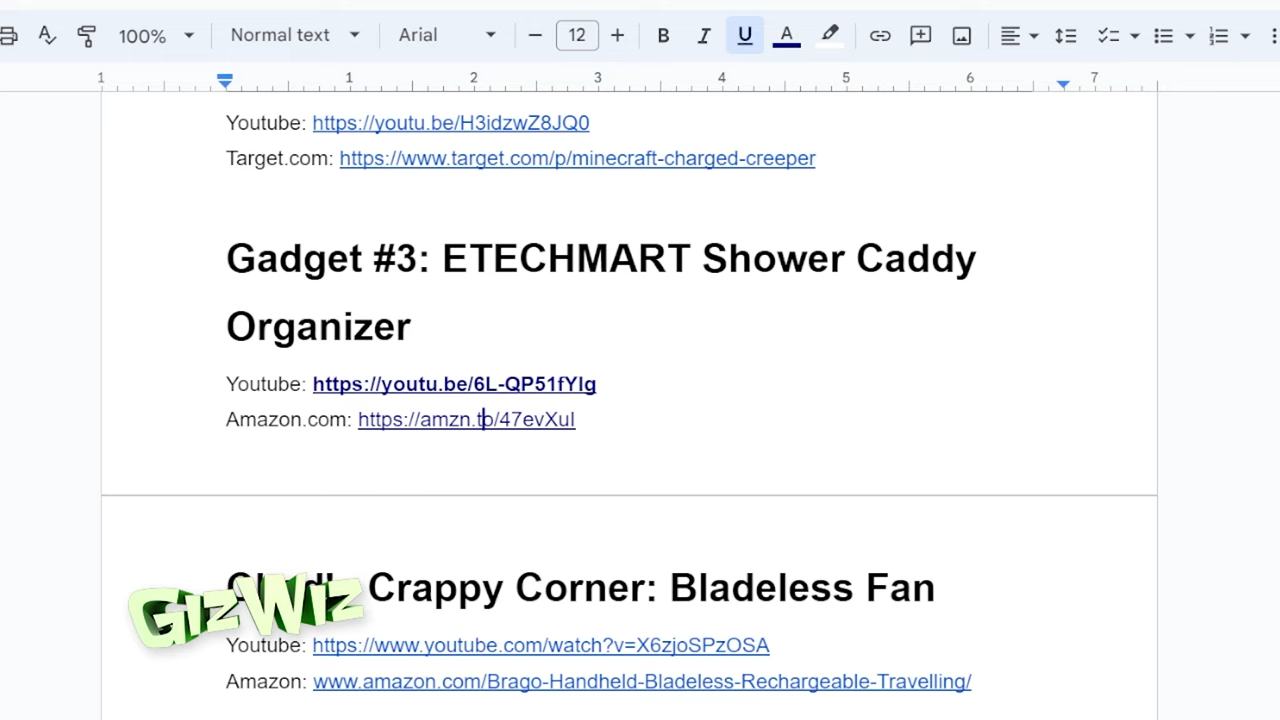 100% Normal text Arial 12 B I U A
1 1 2 3 4 5 6 7
Youtube: https://youtu.be/H3idzwZ8JQ0
Target.com: https://www.target.com/p/minecraft-charged-creeper
Gadget #3: ETECHMART Shower Caddy
Organizer
Youtube: https://youtu.be/6L-QP51fYlg
Amazon.com: https://amzn.to/47evXuI
Crappy Corner: Bladeless Fan
GizWiz
Youtube: https://www.youtube.com/watch?v=X6zjoSPzOSA
Amazon: www.amazon.com/Brago-Handheld-Bladeless-Rechargeable-Travelling/